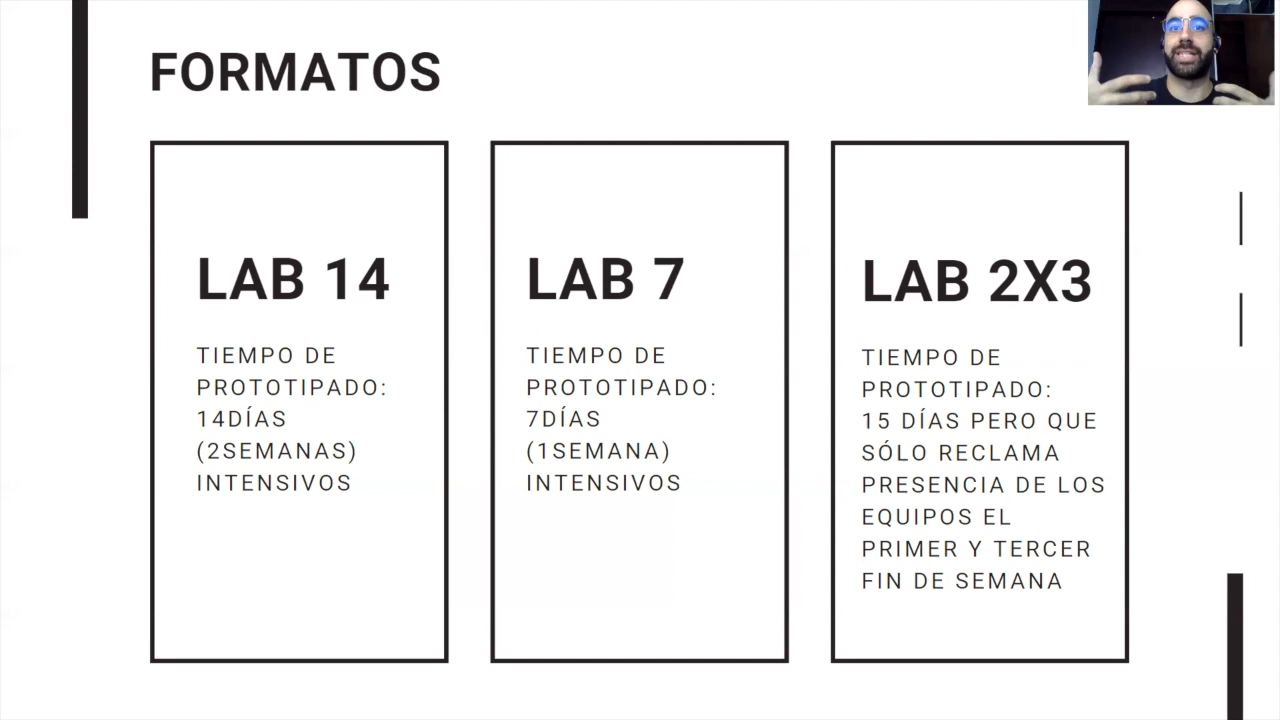 FORMATOS
LAB 14
TIEMPO DE
PROTOTIPADO:
14DÍAS
(2SEMANAS)
INTENSIVOS
LAB 7
TIEMPO DE
PROTOTIPADO:
7DÍAS
(1SEMANA)
INTENSIVOS
LAB 2X3
TIEMPO DE
PROTOTIPADO:
15 DÍAS PERO QUE
SÓLO RECLAMA
PRESENCIA DE LOS
EQUIPOS EL
PRIMER Y TERCER
FIN DE SEMANA